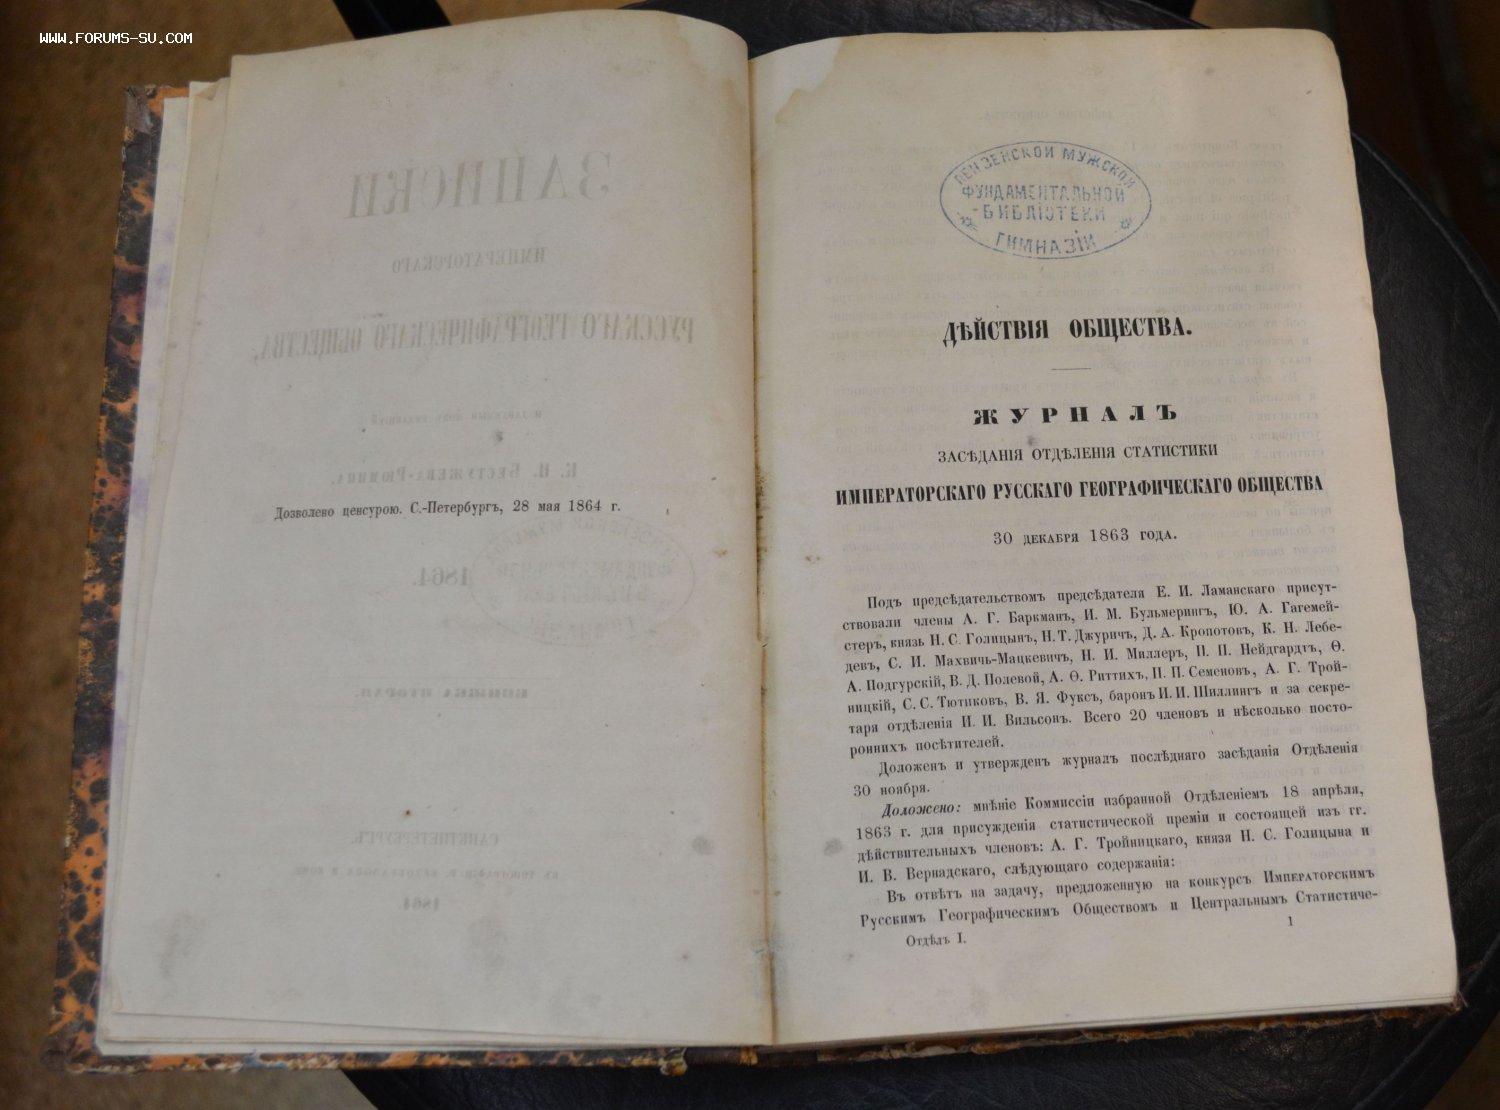 WWW.FORUMS-SU.COM
Дозволено ценсурою. С.-Петербургъ, 28 мая 1864 г.
ПЕНЗЕНСКОЙ МУЖСКОЙ
ФУНДАМЕНТАЛЬНОЙ
БИБЛІОТЕКИ
ГИМНАЗІИ
ДѢЙСТВІЯ ОБЩЕСТВА.
ЖУРНАЛЪ
ЗАСѢДАНІЯ ОТДѢЛЕНІЯ СТАТИСТИКИ
ИМПЕРАТОРСКАГО РУССКАГО ГЕОГРАФИЧЕСКАГО ОБЩЕСТВА
30 ДЕКАБРЯ 1863 ГОДА.
Подъ предсѣдательствомъ предсѣдателя Е. И. Ламанскаго присут-
ствовали члены А. Г. Баркманъ, И. М. Бульмерингъ, Ю. А. Гагемей-
стеръ, князь Н. С. Голицынъ, Н. Т. Джуричъ, Д. А. Кропотовъ, К. Н. Лебе-
девъ, С. И. Махвичъ-Мацкевичъ, Н. И. Миллеръ, П. П. Нейдгардтъ, Ѳ.
А. Подгурскій, В. Д. Полевой, А. Ѳ. Риттихъ, П. П. Семеновъ, А. Г. Трой-
ницкій, С. С. Тютиковъ, В. Я. Фуксъ, баронъ И. И. Шиллингъ и за секре-
таря отдѣленія И. И. Вильсонъ. Всего 20 членовъ и нѣсколько посто-
роннихъ посѣтителей.
Доложенъ и утвержденъ журналъ послѣдняго засѣданія Отдѣленія
30 ноября.
Доложено: мнѣніе Коммиссіи избранной Отдѣленіемъ 18 апрѣля,
1863 г. для присужденія статистической преміи и состоящей изъ гг.
дѣйствительныхъ членовъ: А. Г. Тройницкаго, князя Н. С. Голицына и
И. В. Вернадскаго, слѣдующаго содержанія:
Въ отвѣтъ на задачу, предложенную на конкурсъ Императорскимъ
Русскимъ Географическимъ Обществомъ и Центральнымъ Статистиче-
Отдѣлъ I.
1